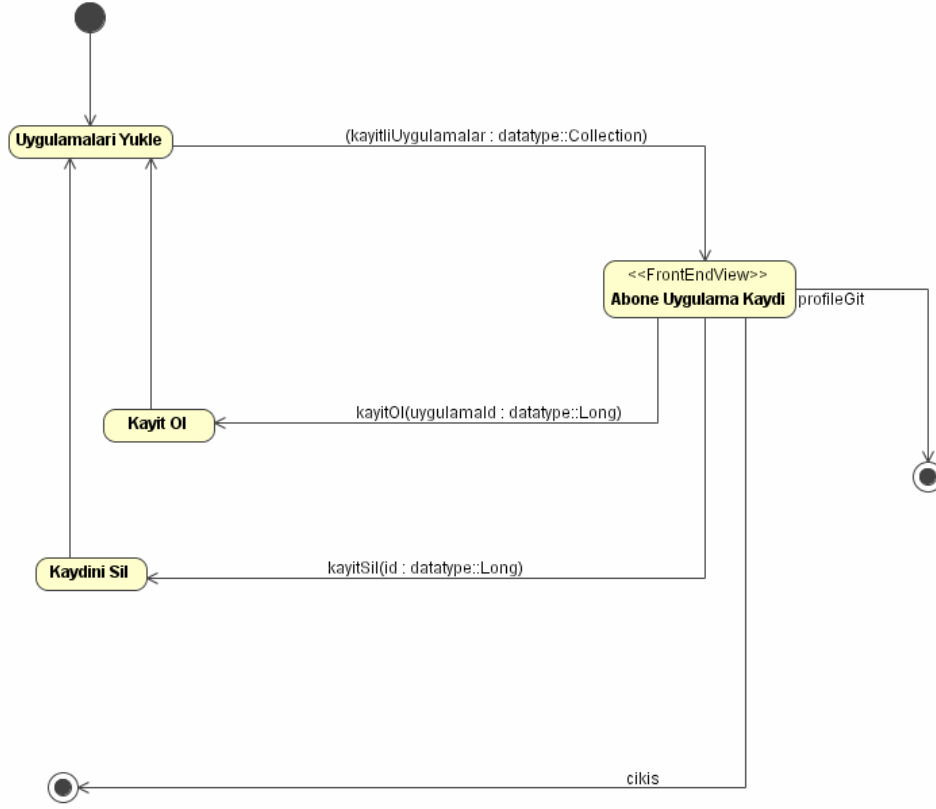 Uygulamalari Yukle
(kayitliUygulamalar : datatype::Collection)
<<FrontEndView>>
Abone Uygulama Kaydi
profileGit
kayitOl(uygulamaId : datatype::Long)
Kayit Ol
kayitSil(id : datatype::Long)
Kaydini Sil
cikis